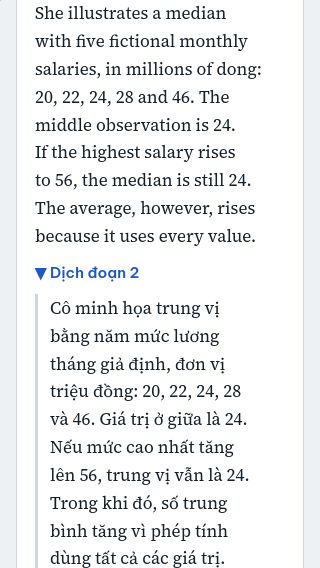 She illustrates a median
with five fictional monthly
salaries, in millions of dong:
20, 22, 24, 28 and 46. The
middle observation is 24.
If the highest salary rises
to 56, the median is still 24.
The average, however, rises
because it uses every value.
▼ Dịch đoạn 2
Cô minh họa trung vị
bằng năm mức lương
tháng giả định, đơn vị
triệu đồng: 20, 22, 24, 28
và 46. Giá trị ở giữa là 24.
Nếu mức cao nhất tăng
lên 56, trung vị vẫn là 24.
Trong khi đó, số trung
bình tăng vì phép tính
dùng tất cả các giá trị.